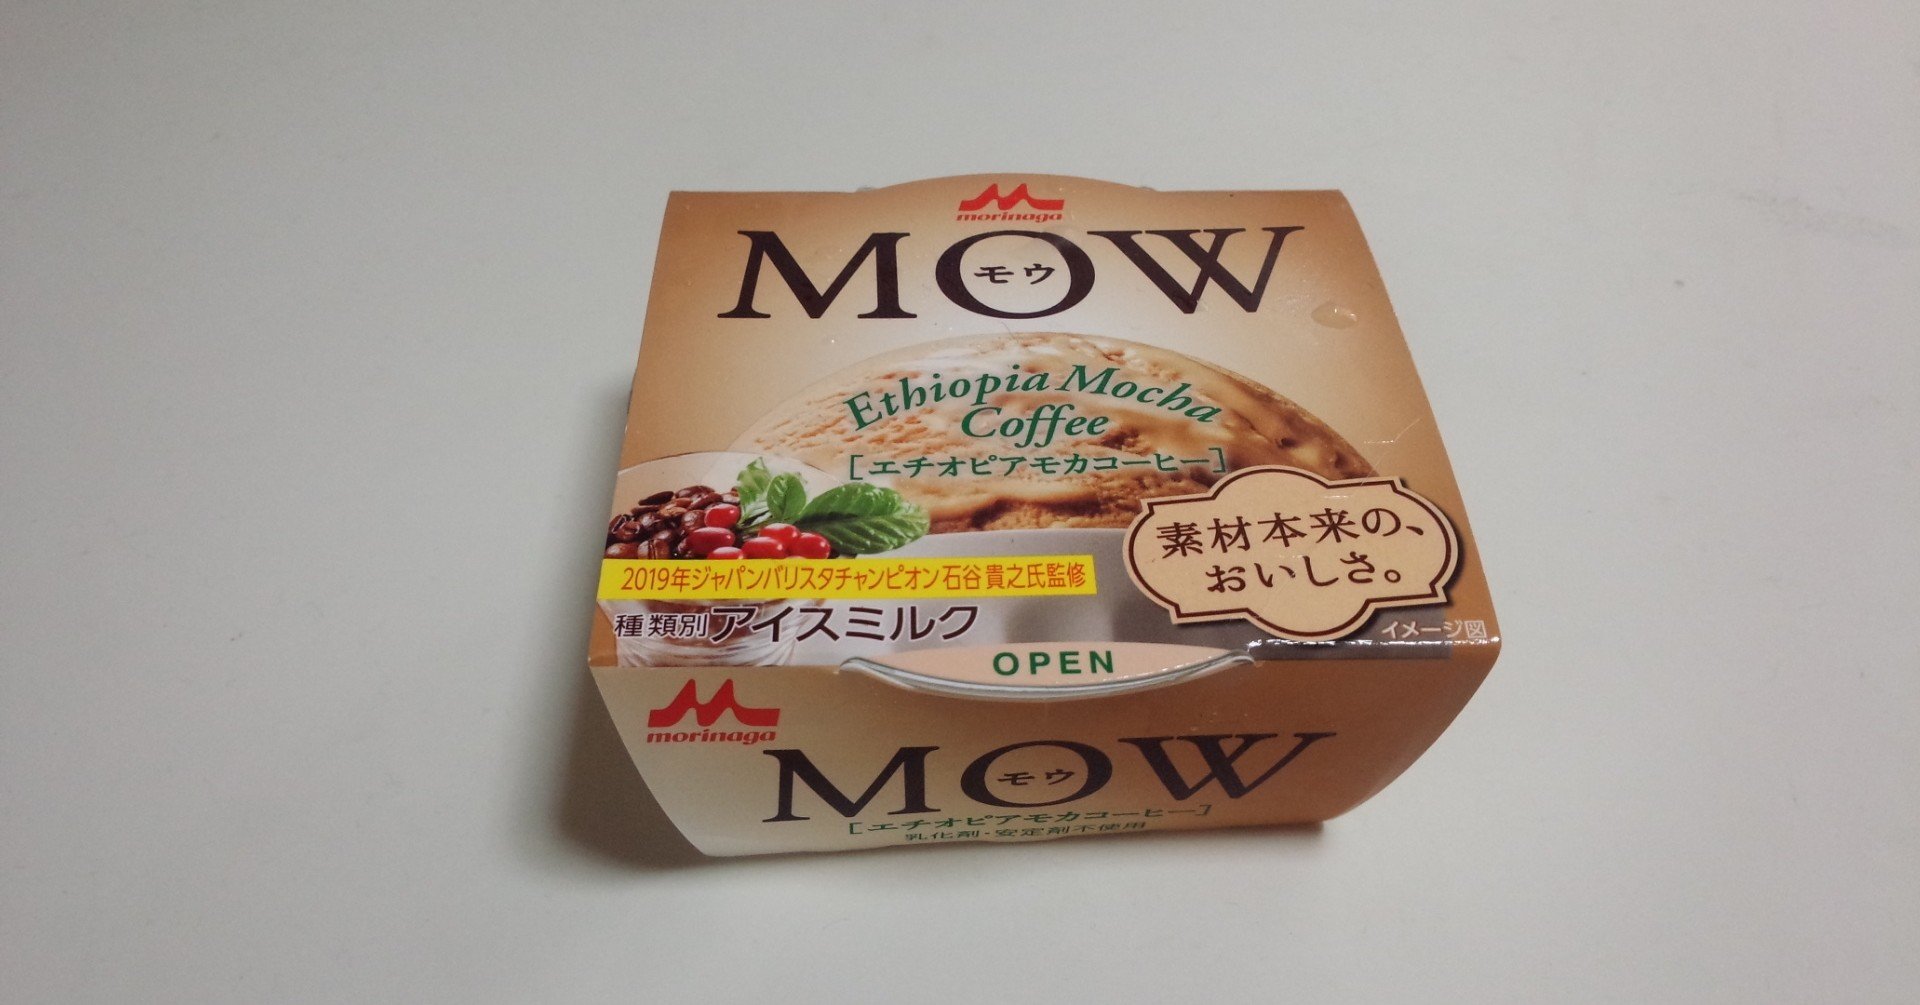 morinaga
MOW
モウ
Ethiopia Mocha
Coffee
[エチオピアモカコーヒー]
素材本来の、
おいしさ。
2019年ジャパンバリスタチャンピオン石谷貴之氏監修
種類別アイスミルク
イメージ図
OPEN
morinaga
MOW
モウ
[エチオピアモカコーヒー]
乳化剤・安定剤不使用